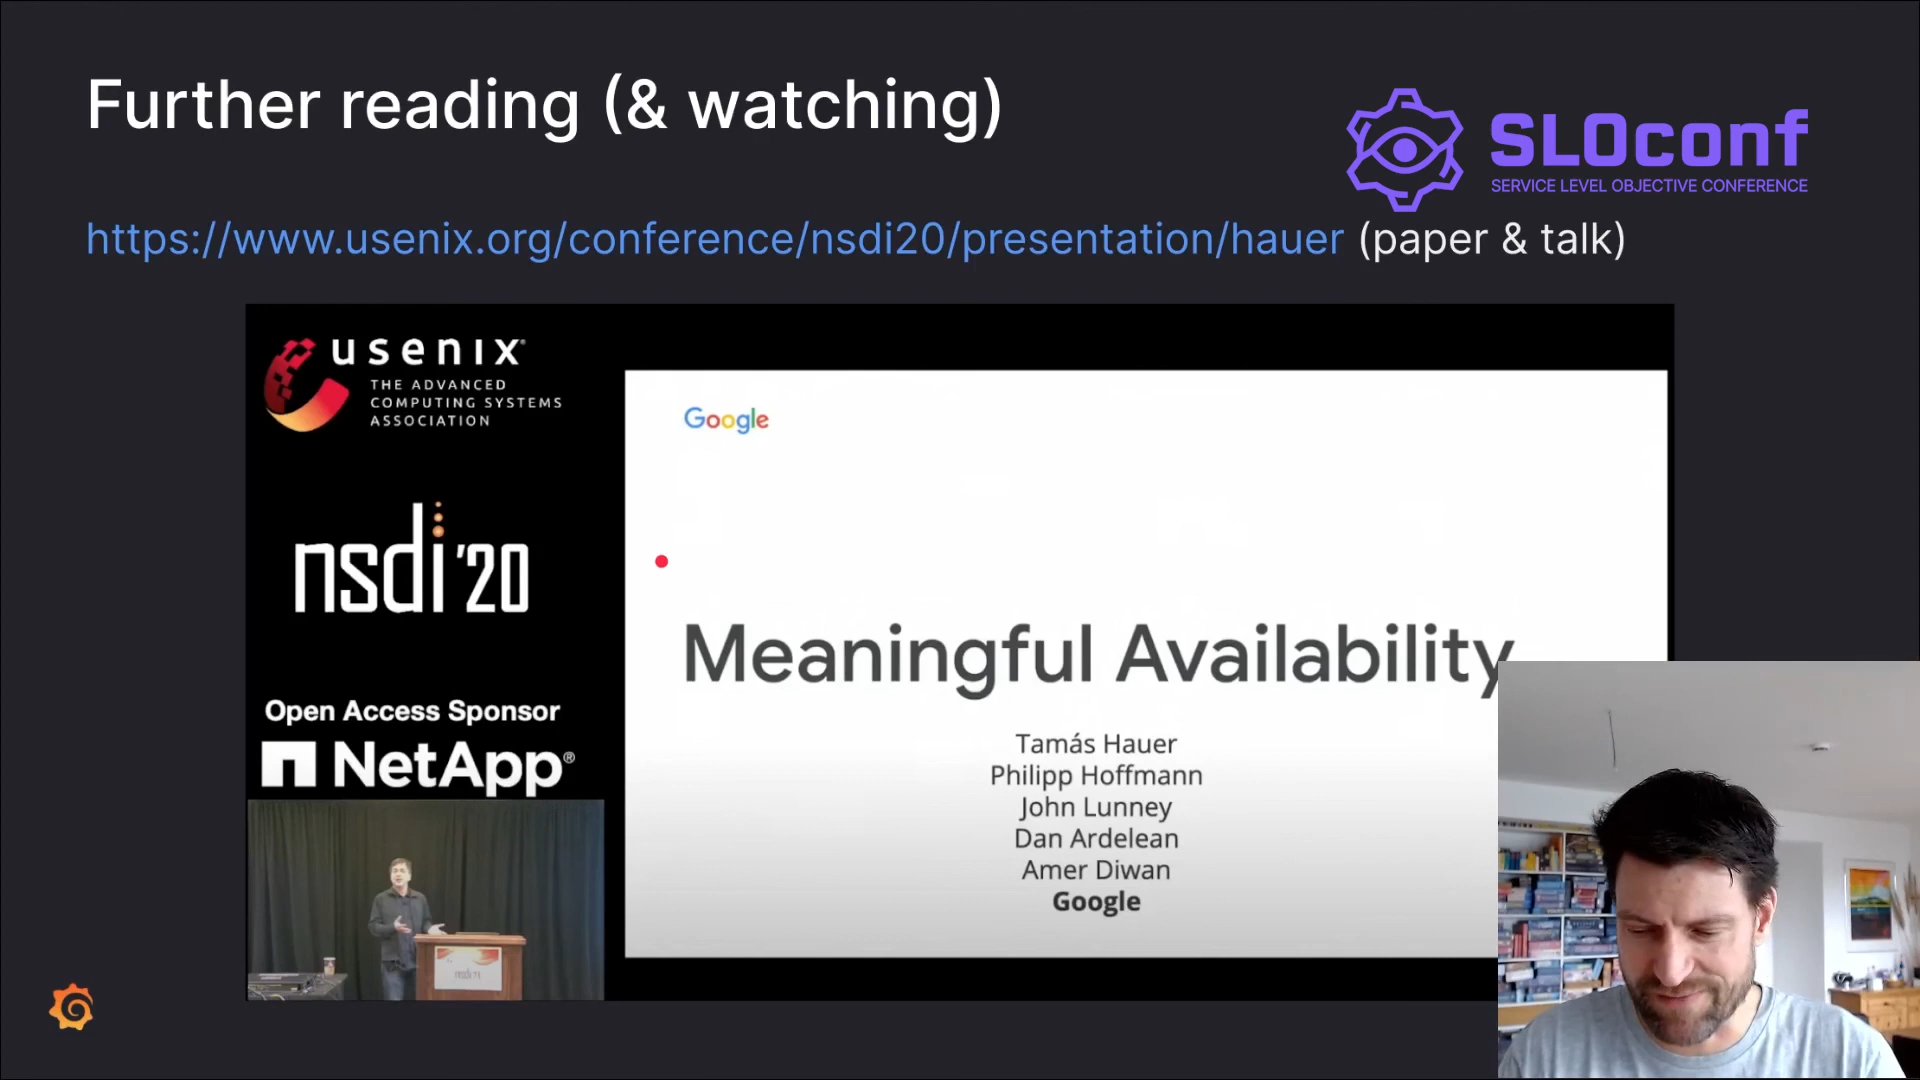 Further reading (& watching)
SLOconf
SERVICE LEVEL OBJECTIVE CONFERENCE
https://www.usenix.org/conference/nsdi20/presentation/hauer (paper & talk)
usenix®
THE ADVANCED
COMPUTING SYSTEMS
ASSOCIATION
nsdi '20
Open Access Sponsor
NetApp®
Google
Meaningful Availability
Tamás Hauer
Philipp Hoffmann
John Lunney
Dan Ardelean
Amer Diwan
Google